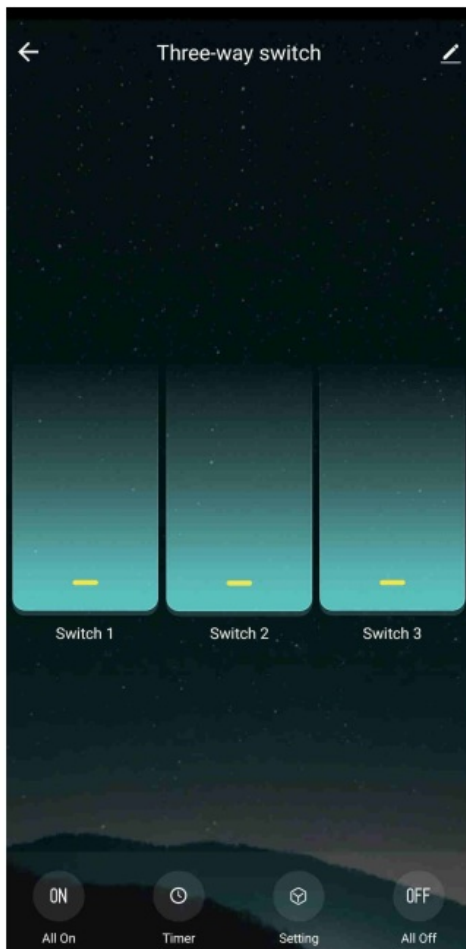 Three-way switch
Switch 1
Switch 2
Switch 3
ON
OFF
All On
Timer
Setting
All Off